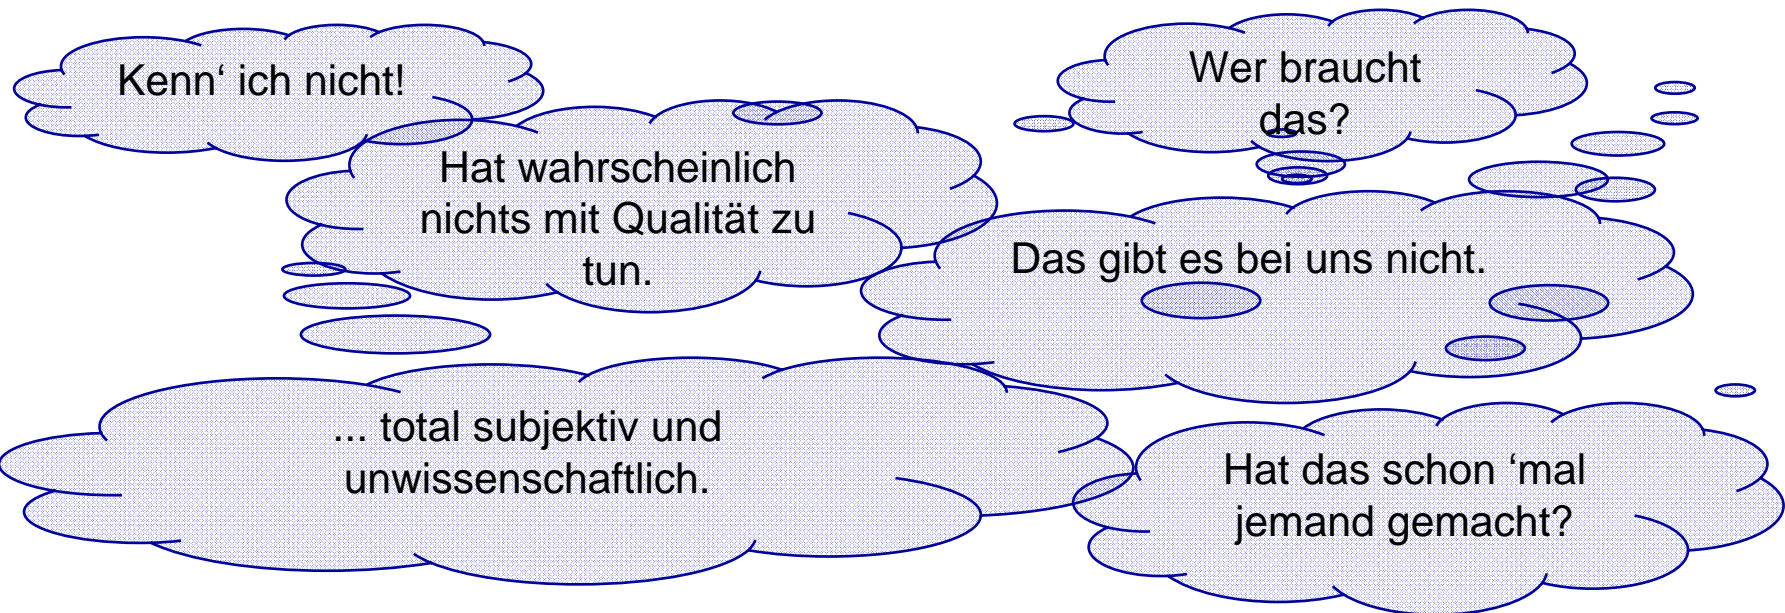 Kenn‘ ich nicht!
Wer braucht
das?
Hat wahrscheinlich
nichts mit Qualität zu
tun.
Das gibt es bei uns nicht.
... total subjektiv und
unwissenschaftlich.
Hat das schon ‘mal
jemand gemacht?